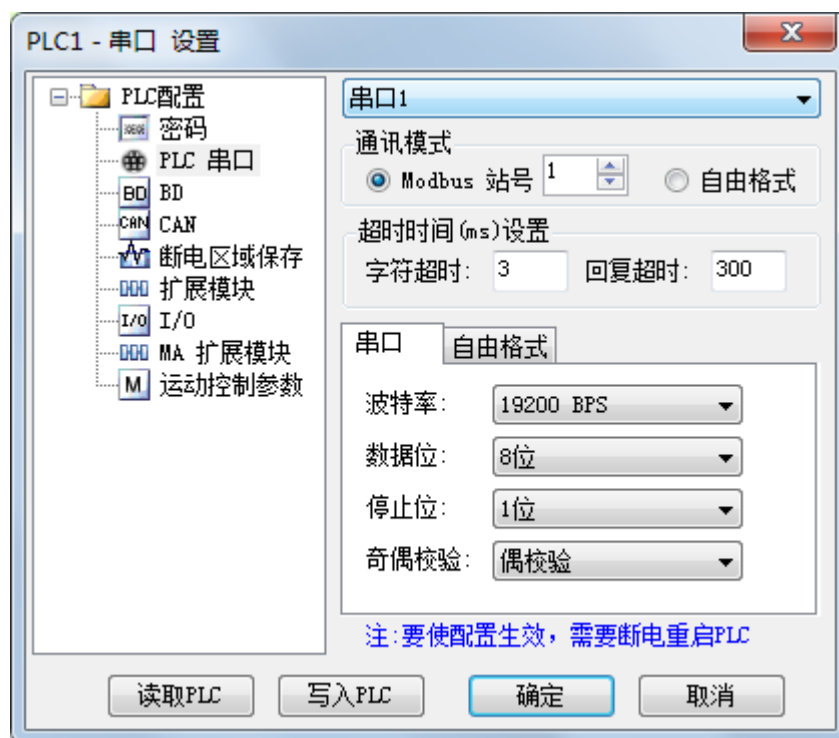 PLC1 - 串口 设置
PLC配置
密码
PLC 串口
BD BD
CAN CAN
断电区域保存
扩展模块
I/O I/O
MA 扩展模块
M 运动控制参数
串口1
通讯模式
Modbus 站号 1 自由格式
超时时间(ms)设置
字符超时: 3 回复超时: 300
串口 自由格式
波特率: 19200 BPS
数据位: 8位
停止位: 1位
奇偶校验: 偶校验
注:要使配置生效，需要断电重启PLC
读取PLC 写入PLC 确定 取消